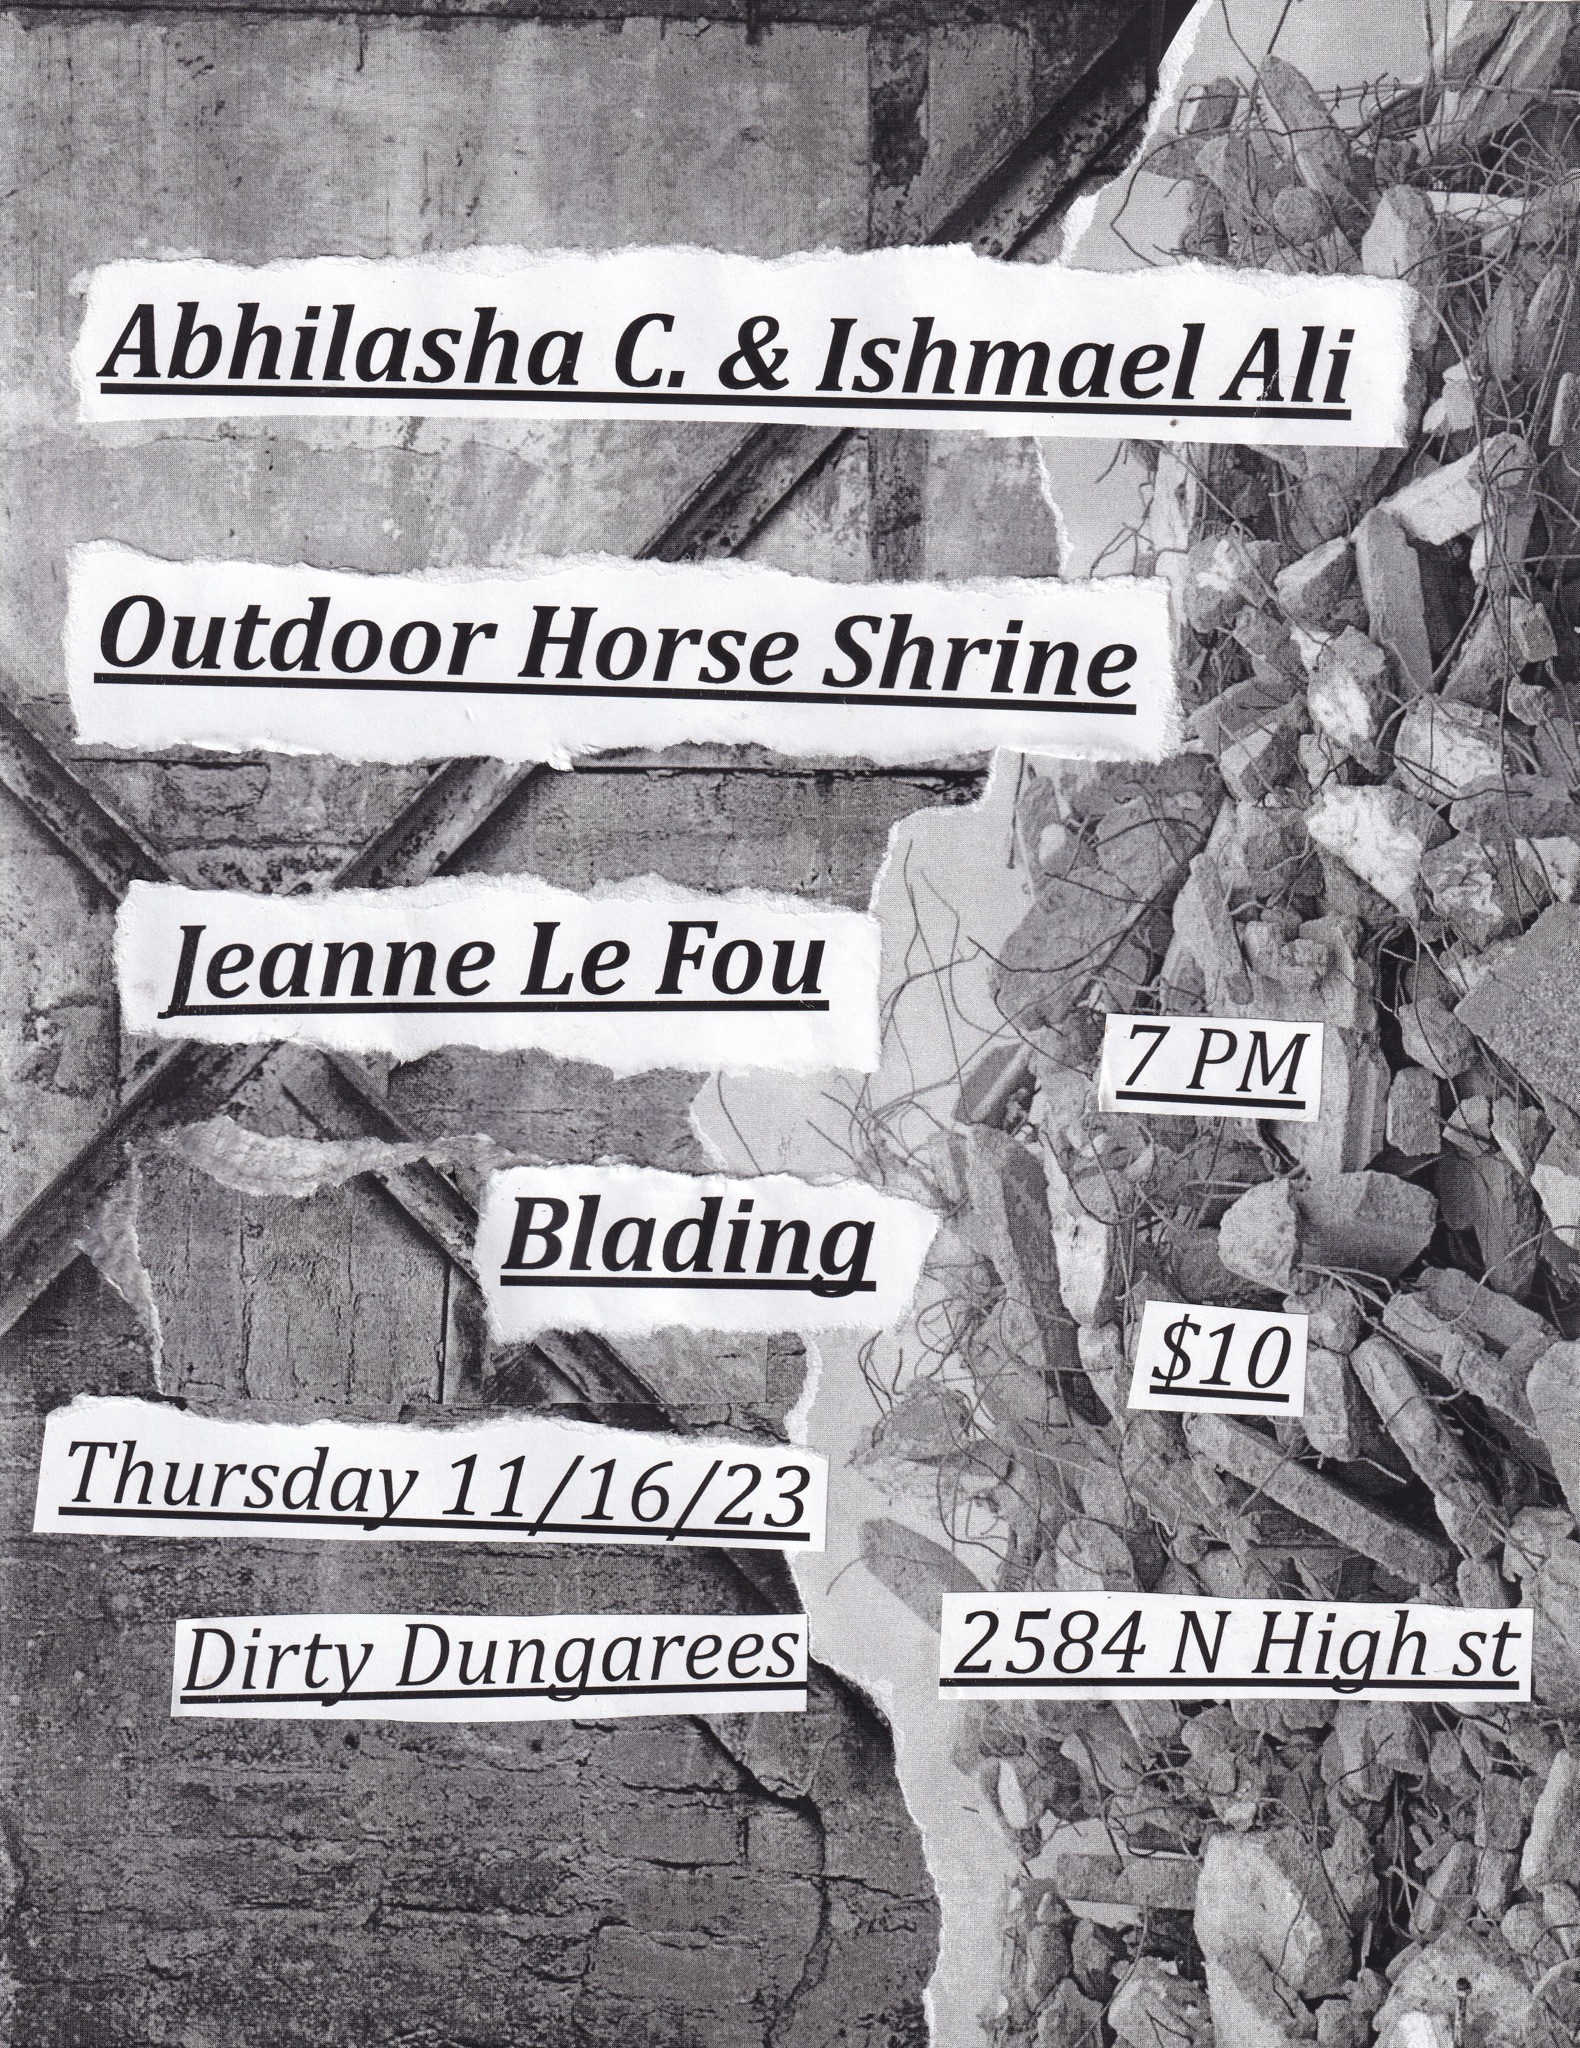 Abhilasha C. & Ishmael Ali
Outdoor Horse Shrine
Jeanne Le Fou
7 PM
Blading
$10
Thursday 11/16/23
Dirty Dungarees
2584 N High st